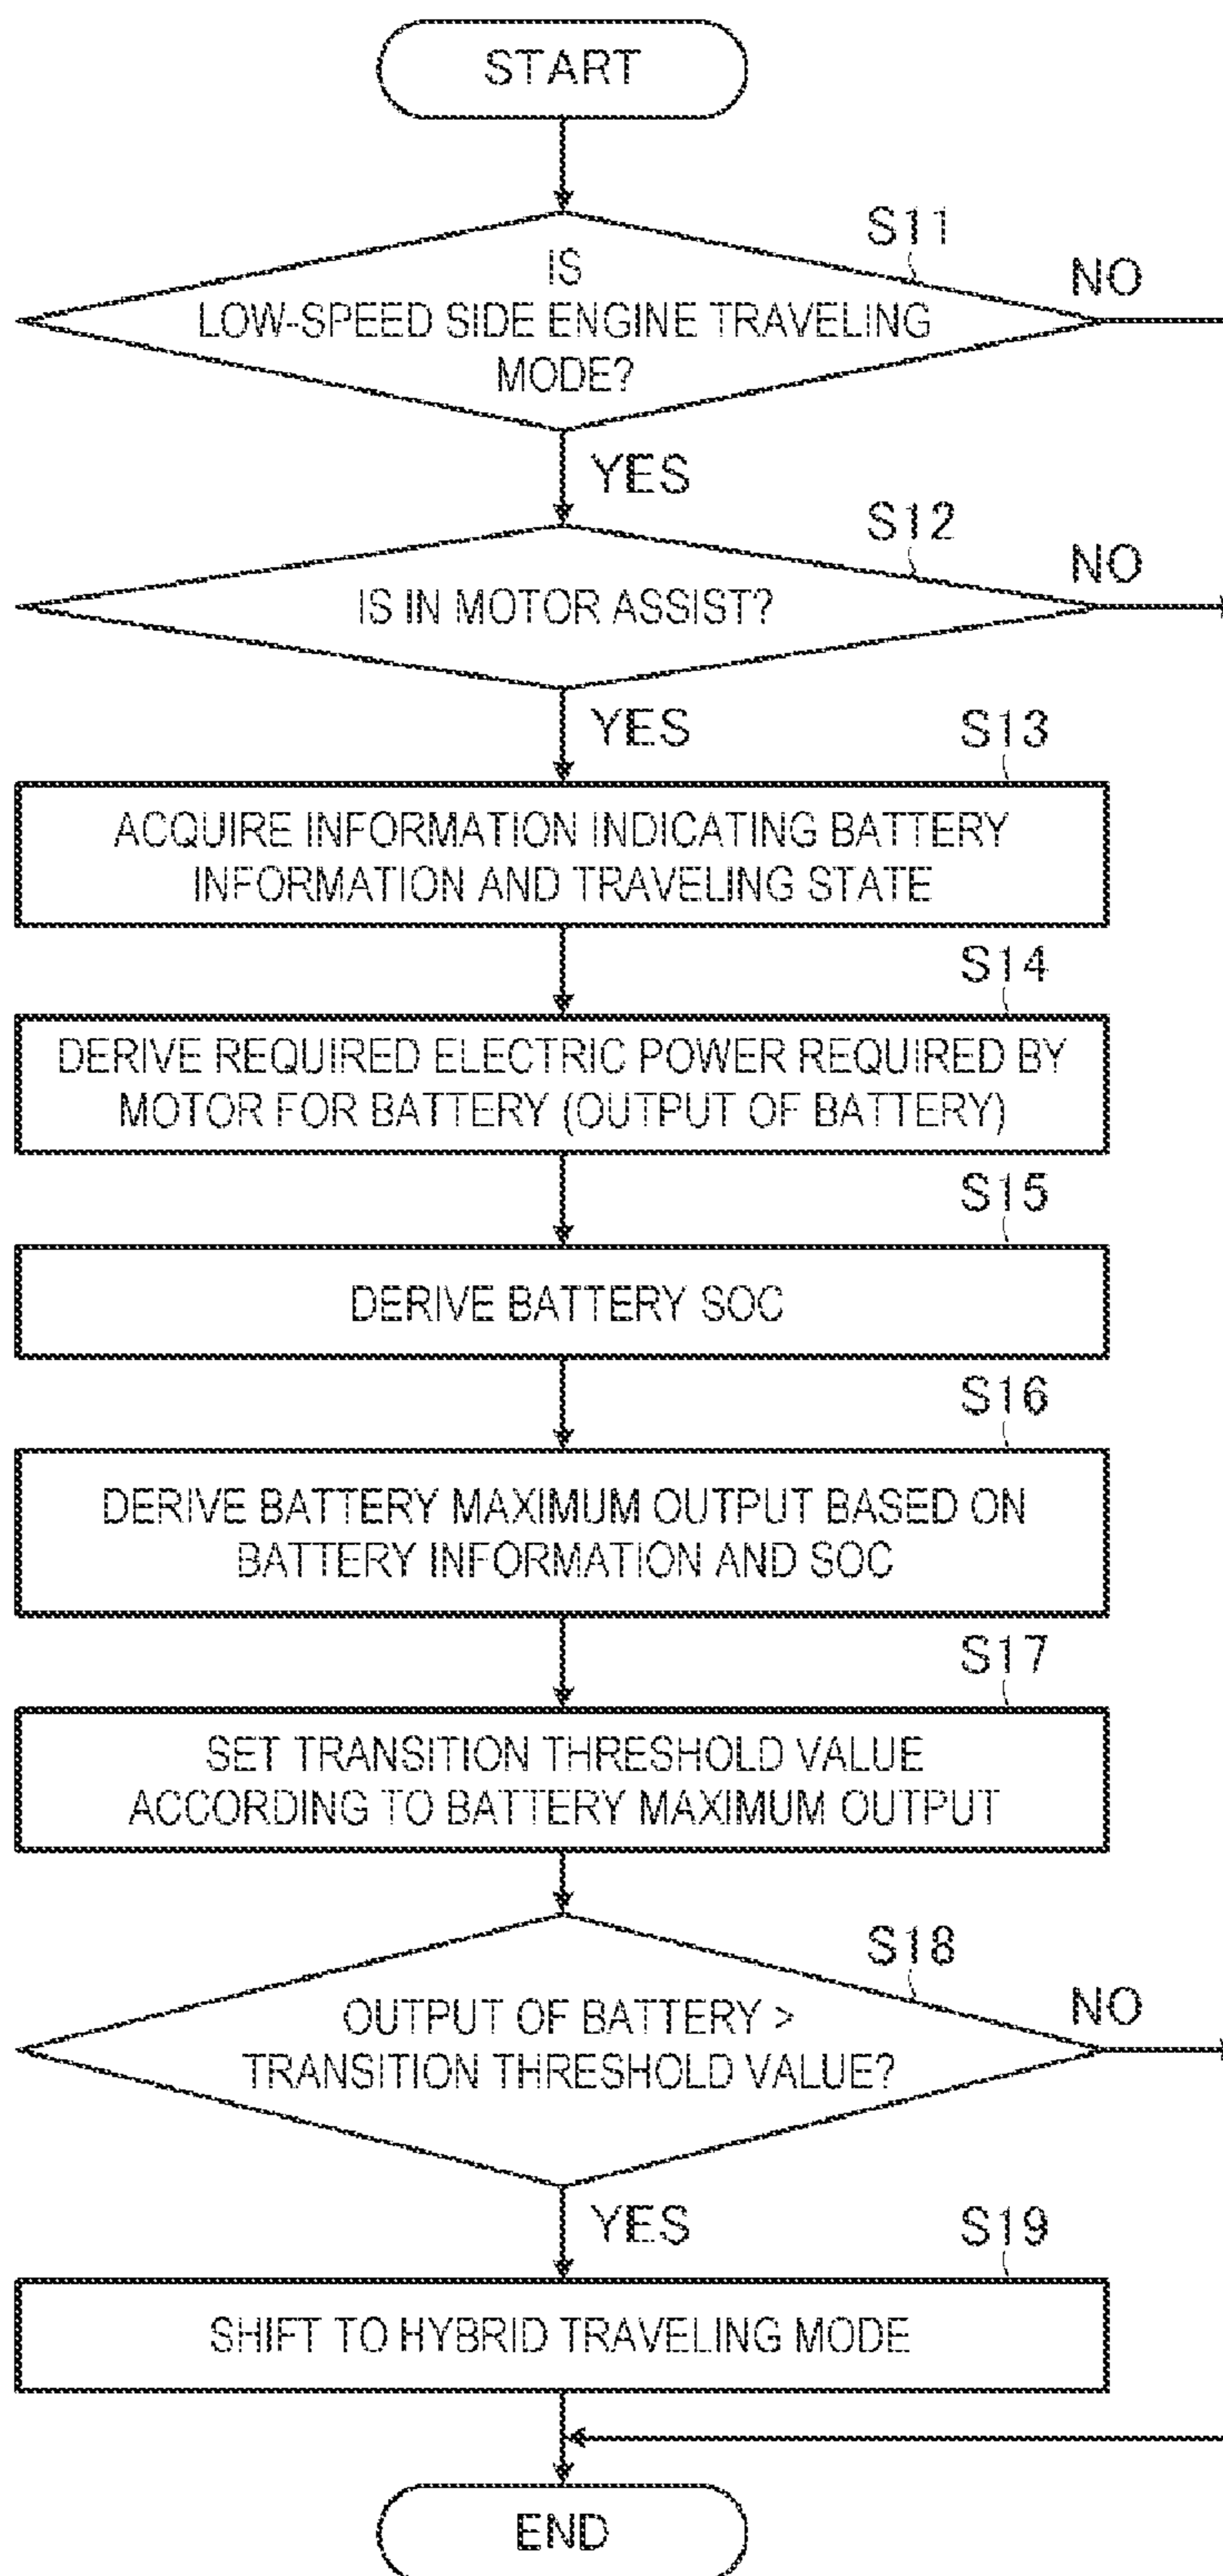 START
S11
NO
IS
LOW-SPEED SIDE ENGINE TRAVELING
MODE?
YES
S12
NO
IS IN MOTOR ASSIST?
YES
S13
ACQUIRE INFORMATION INDICATING BATTERY
INFORMATION AND TRAVELING STATE
S14
DERIVE REQUIRED ELECTRIC POWER REQUIRED BY
MOTOR FOR BATTERY (OUTPUT OF BATTERY)
S15
DERIVE BATTERY SOC
S16
DERIVE BATTERY MAXIMUM OUTPUT BASED ON
BATTERY INFORMATION AND SOC
S17
SET TRANSITION THRESHOLD VALUE
ACCORDING TO BATTERY MAXIMUM OUTPUT
S18
NO
OUTPUT OF BATTERY >
TRANSITION THRESHOLD VALUE?
YES
S19
SHIFT TO HYBRID TRAVELING MODE
END